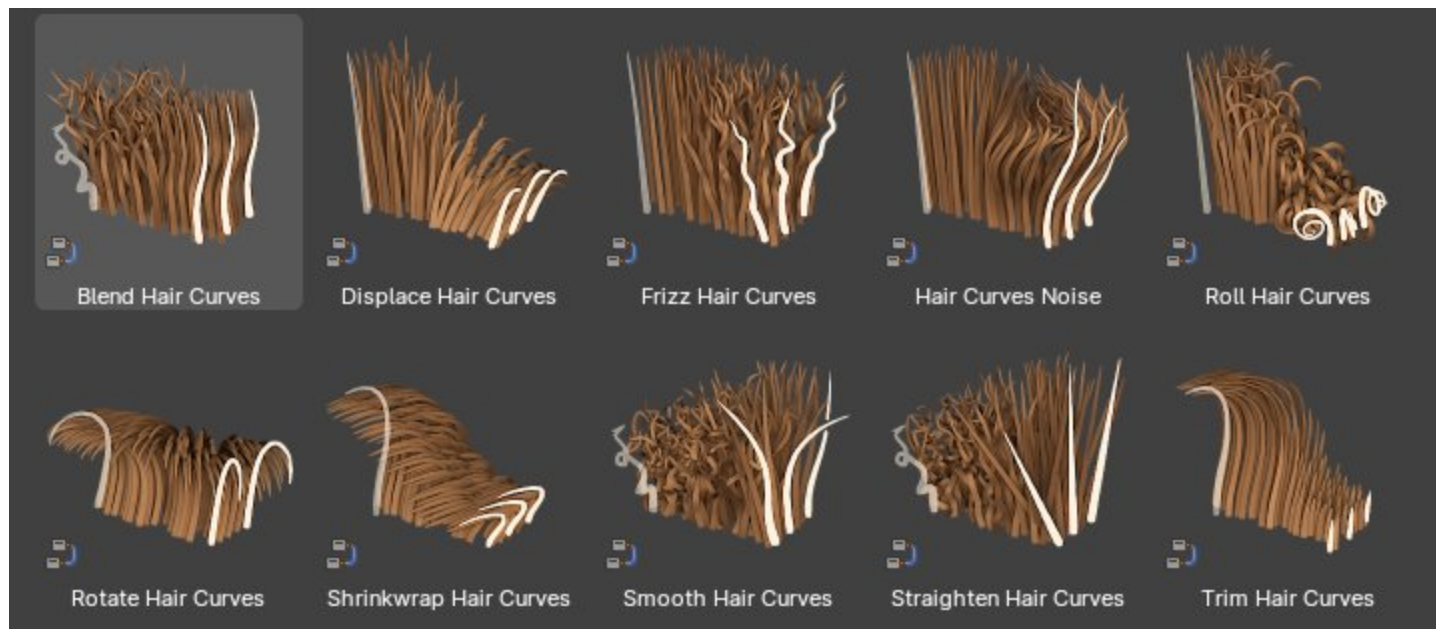 Blend Hair Curves
Displace Hair Curves
Frizz Hair Curves
Hair Curves Noise
Roll Hair Curves
Rotate Hair Curves
Shrinkwrap Hair Curves
Smooth Hair Curves
Straighten Hair Curves
Trim Hair Curves